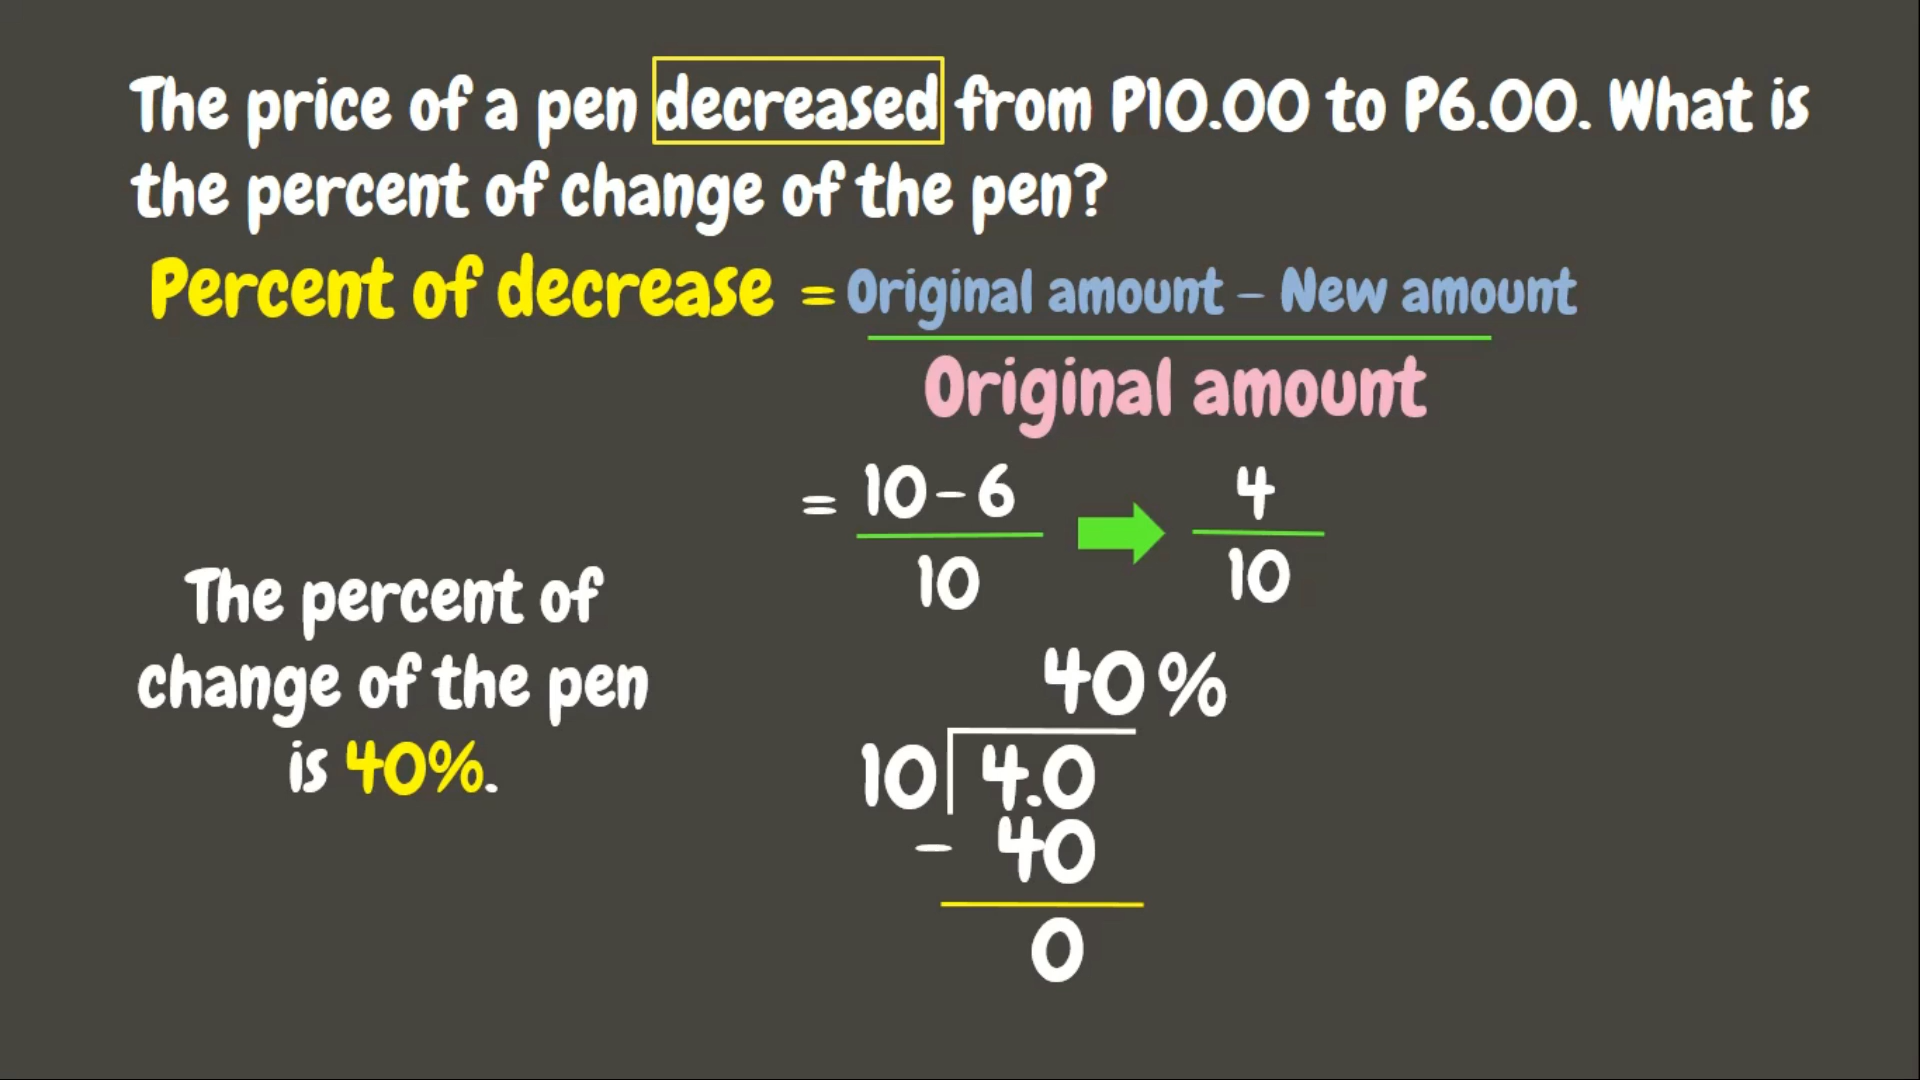 The price of a pen decreased from P10.00 to P6.00. What is
the percent of change of the pen?
Percent of decrease = Original amount - New amount
Original amount
= 10-6 4
10 10
The percent of
change of the pen
is 40%.
40%
10 4.0
- 40
0